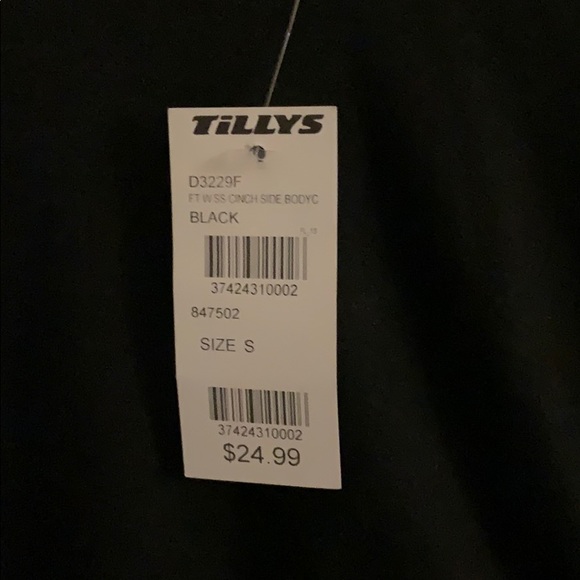 TiLLYS
D3229F
FT W SS CINCH SIDE BODYC
BLACK
37424310002
847502
SIZE S
37424310002
$24.99